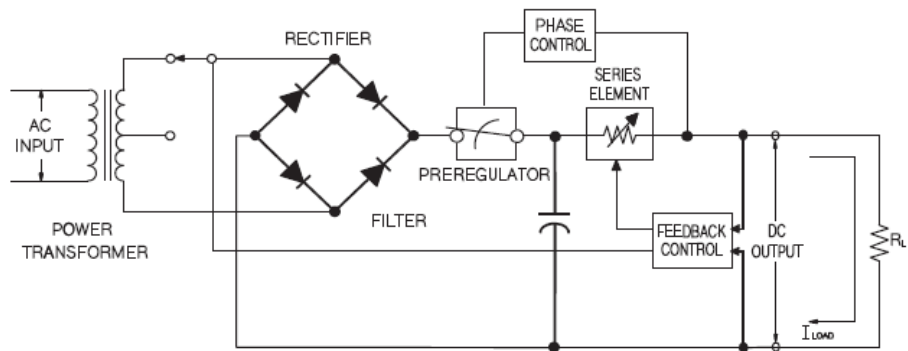 PHASE
CONTROL
RECTIFIER
SERIES
ELEMENT
AC
INPUT
PREREGULATOR
POWER
TRANSFORMER
FILTER
FEEDBACK
CONTROL
DC
OUTPUT
RL
ILOAD